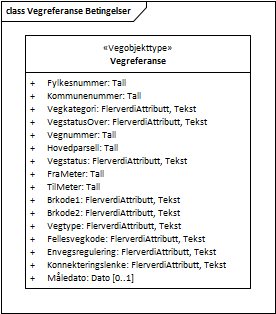 class Vegreferanse Betingelser
«Vegobjekttype»
Vegreferanse
+ Fylkesnummer: Tall
+ Kommunenummer: Tall
+ Vegkategori: FlerverdiAttributt, Tekst
+ VegstatusOver: FlerverdiAttributt, Tekst
+ Vegnummer: Tall
+ Hovedparsell: Tall
+ Vegstatus: FlerverdiAttributt, Tekst
+ FraMeter: Tall
+ TilMeter: Tall
+ Brkode1: FlerverdiAttributt, Tekst
+ Brkode2: FlerverdiAttributt, Tekst
+ Vegtype: FlerverdiAttributt, Tekst
+ Fellesvegkode: FlerverdiAttributt, Tekst
+ Envegsregulering: FlerverdiAttributt, Tekst
+ Konnekteringslenke: FlerverdiAttributt, Tekst
+ Måledato: Dato [0..1]